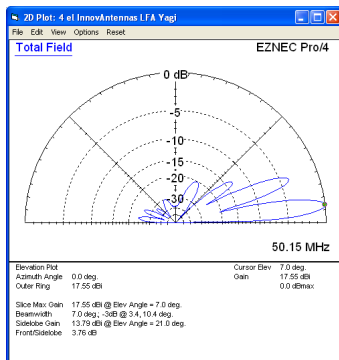 2D Plot: 4 el InnovAntennas LFA Yagi
File Edit View Options Reset
Total Field EZNEC Pro/4
0 dB
-5
-10
-15
-20
-30
50.15 MHz
Elevation Plot Cursor Elev 7.0 deg.
Azimuth Angle 0.0 deg. Gain 17.55 dBi
Outer Ring 17.55 dBi 0.0 dBmax
Slice Max Gain 17.55 dBi @ Elev Angle = 7.0 deg.
Beamwidth 7.0 deg.; -3dB @ 3.4, 10.4 deg.
Sidelobe Gain 13.79 dBi @ Elev Angle = 21.0 deg.
Front/Sidelobe 3.76 dB